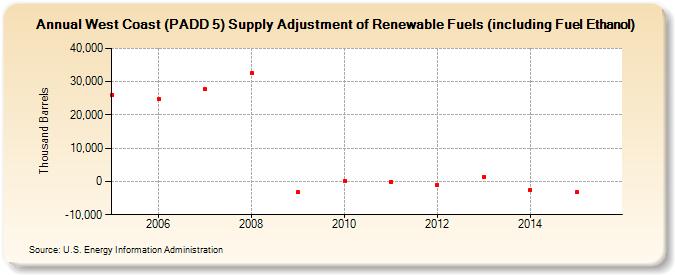 Annual West Coast (PADD 5) Supply Adjustment of Renewable Fuels (including Fuel Ethanol)
Thousand Barrels
40,000
30,000
20,000
10,000
0
-10,000
2006 2008 2010 2012 2014
Source: U.S. Energy Information Administration